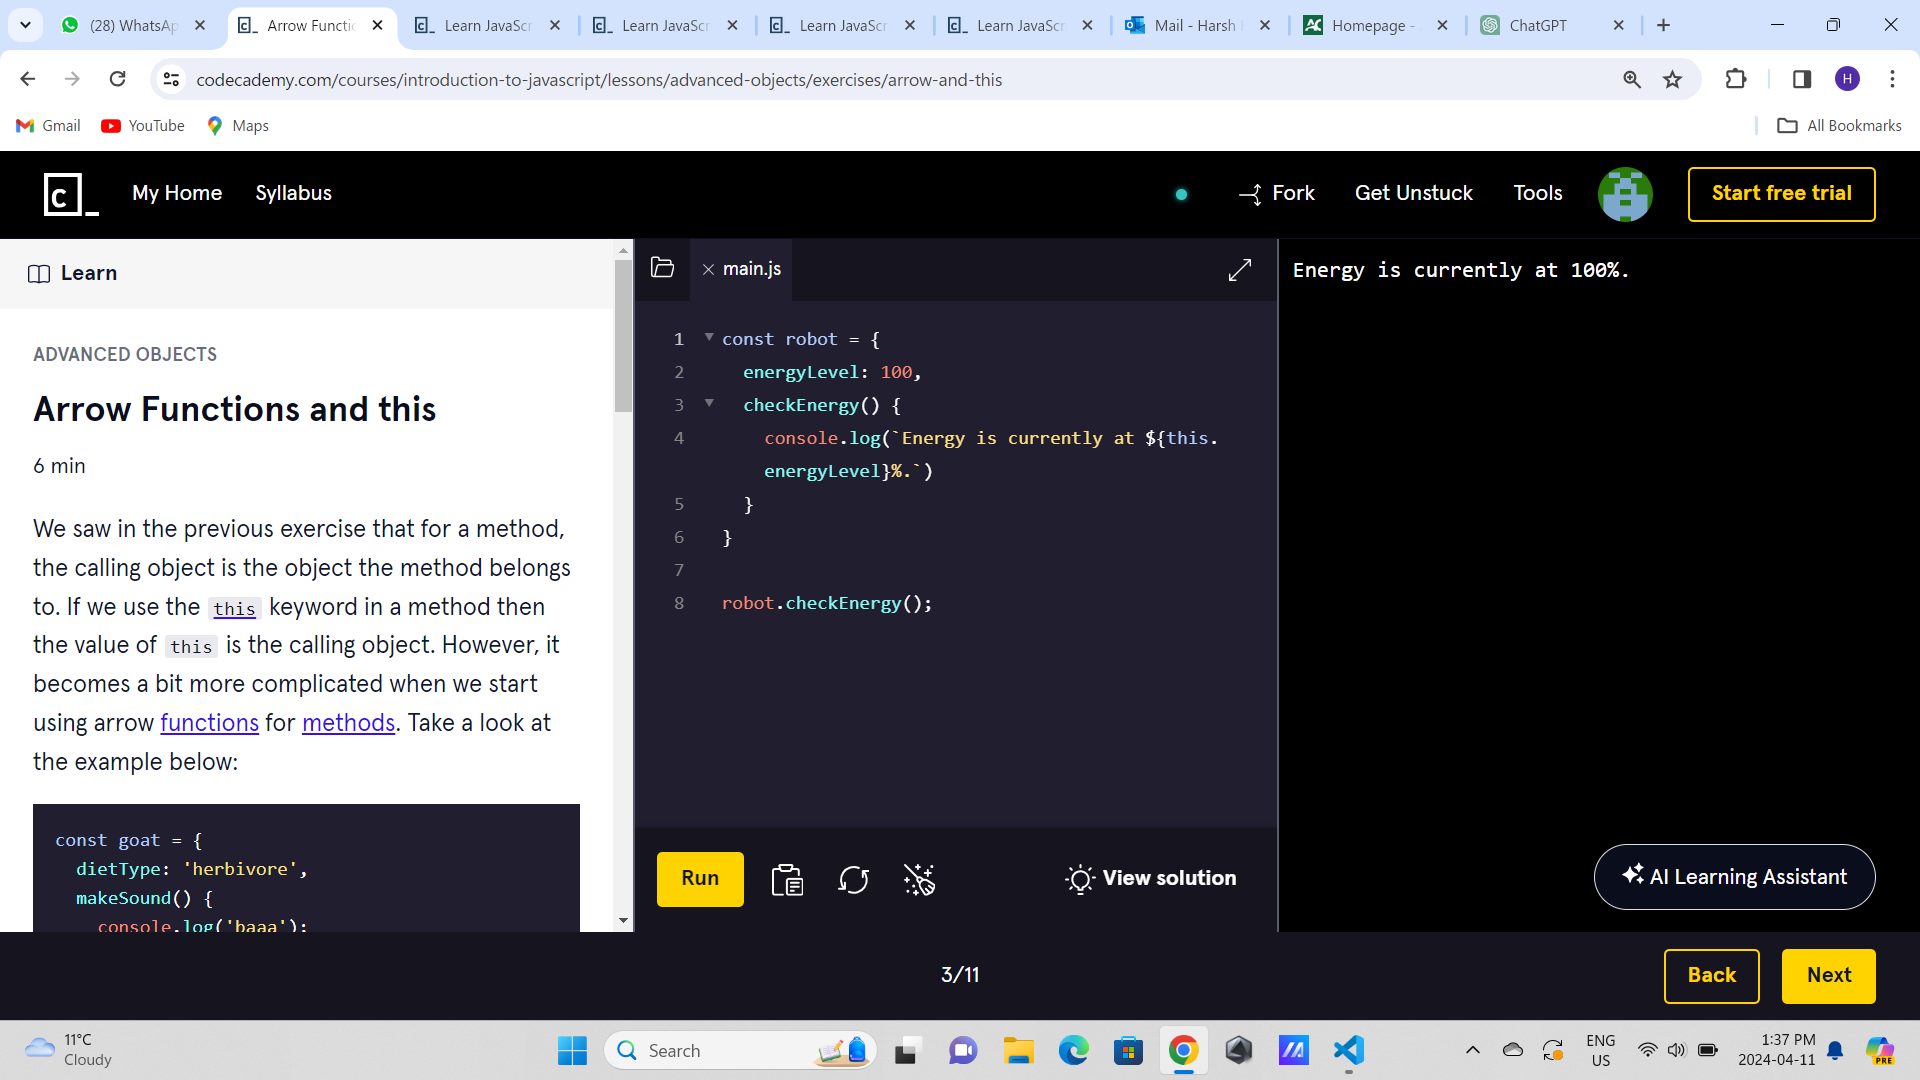 (28) WhatsAp
Arrow Functio
Learn JavaScr
Learn JavaScr
Learn JavaScr
Learn JavaScr
Mail - Harsh
Homepage -
ChatGPT
codecademy.com/courses/introduction-to-javascript/lessons/advanced-objects/exercises/arrow-and-this
H
Gmail
YouTube
Maps
All Bookmarks
c_
My Home
Syllabus
Fork
Get Unstuck
Tools
Start free trial
Learn
ADVANCED OBJECTS
Arrow Functions and this
6 min
We saw in the previous exercise that for a method,
the calling object is the object the method belongs
to. If we use the this keyword in a method then
the value of this is the calling object. However, it
becomes a bit more complicated when we start
using arrow functions for methods. Take a look at
the example below:
const goat = {
dietType: 'herbivore',
makeSound() {
console.log('baaa');
main.js
1 const robot = {
2 energyLevel: 100,
3 checkEnergy() {
4 console.log(`Energy is currently at ${this.
energyLevel}%.`)
5 }
6 }
7
8 robot.checkEnergy();
Run
View solution
Energy is currently at 100%.
AI Learning Assistant
3/11
Back
Next
11°C
Cloudy
Search
ENG
US
1:37 PM
2024-04-11
PRE